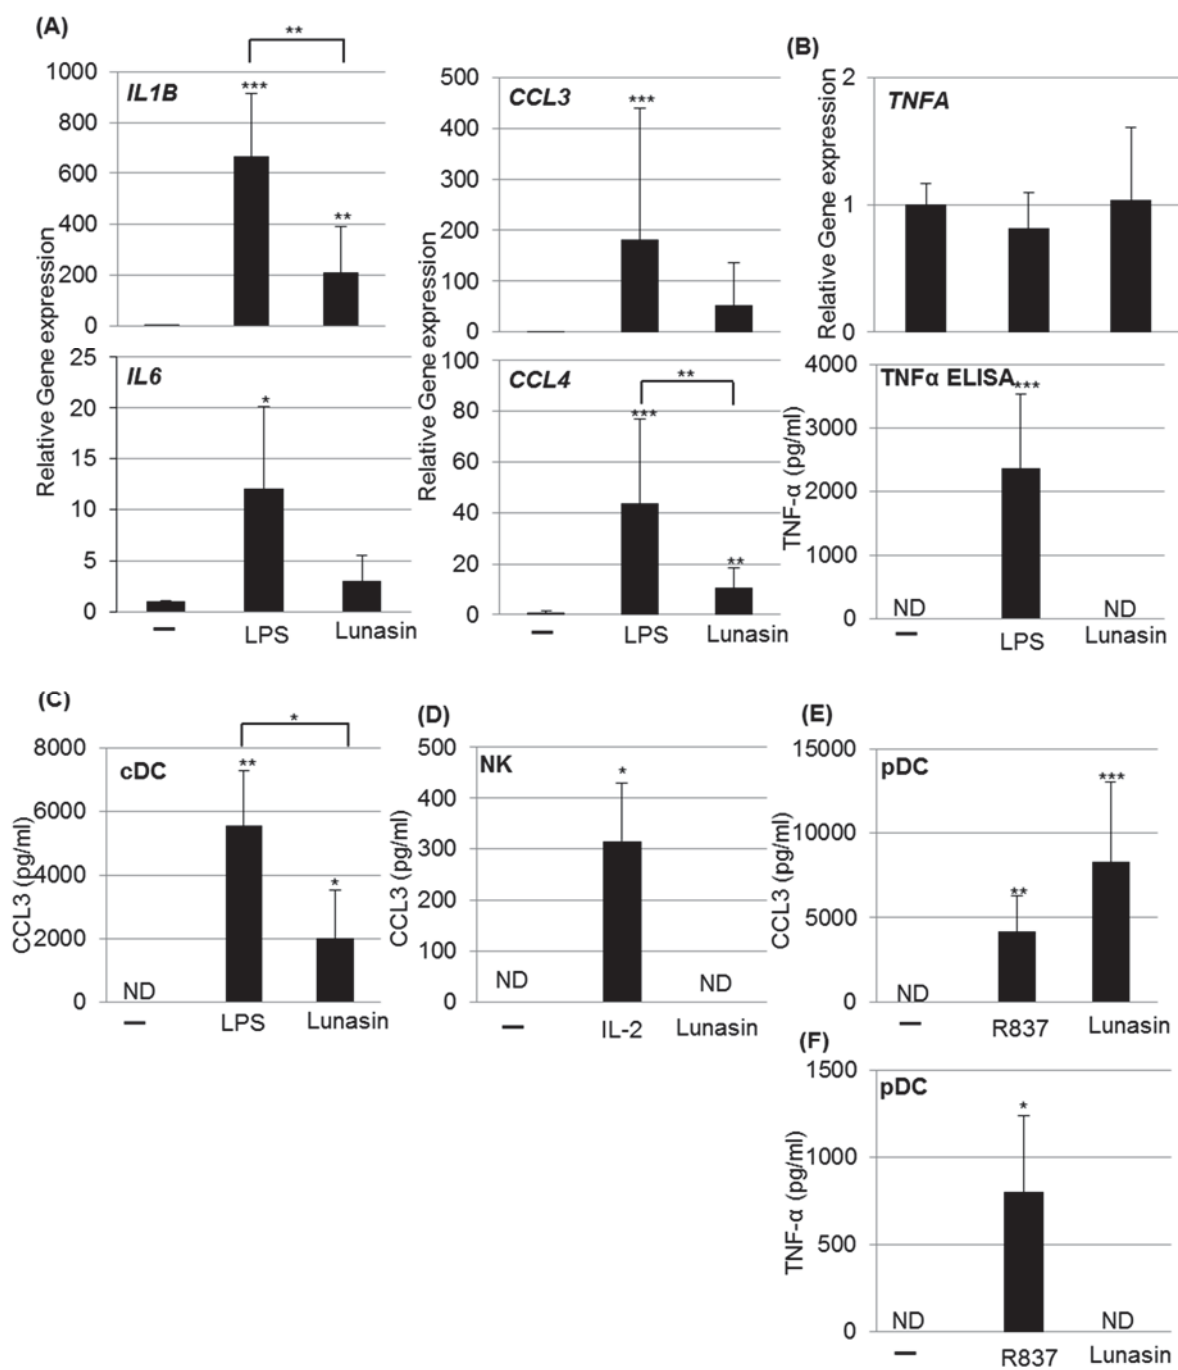 (A)
**
IL1B
Relative Gene expression
1000
800
600
400
200
0
***
**
IL6
25
20
15
10
5
0
*
—
LPS
Lunasin
CCL3
Relative Gene expression
500
400
300
200
100
0
***
CCL4
100
80
60
40
20
0
**
***
**
—
LPS
Lunasin
(B)
TNFA
Relative Gene expression
2
1
0
TNFα ELISA
TNF-α (pg/ml)
4000
3000
2000
1000
0
***
ND
ND
—
LPS
Lunasin
(C)
*
cDC
CCL3 (pg/ml)
8000
6000
4000
2000
0
**
*
ND
—
LPS
Lunasin
(D)
NK
CCL3 (pg/ml)
500
400
300
200
100
0
*
ND
ND
—
IL-2
Lunasin
(E)
pDC
CCL3 (pg/ml)
15000
10000
5000
0
**
***
ND
—
R837
Lunasin
(F)
pDC
TNF-α (pg/ml)
1500
1000
500
0
*
ND
ND
—
R837
Lunasin